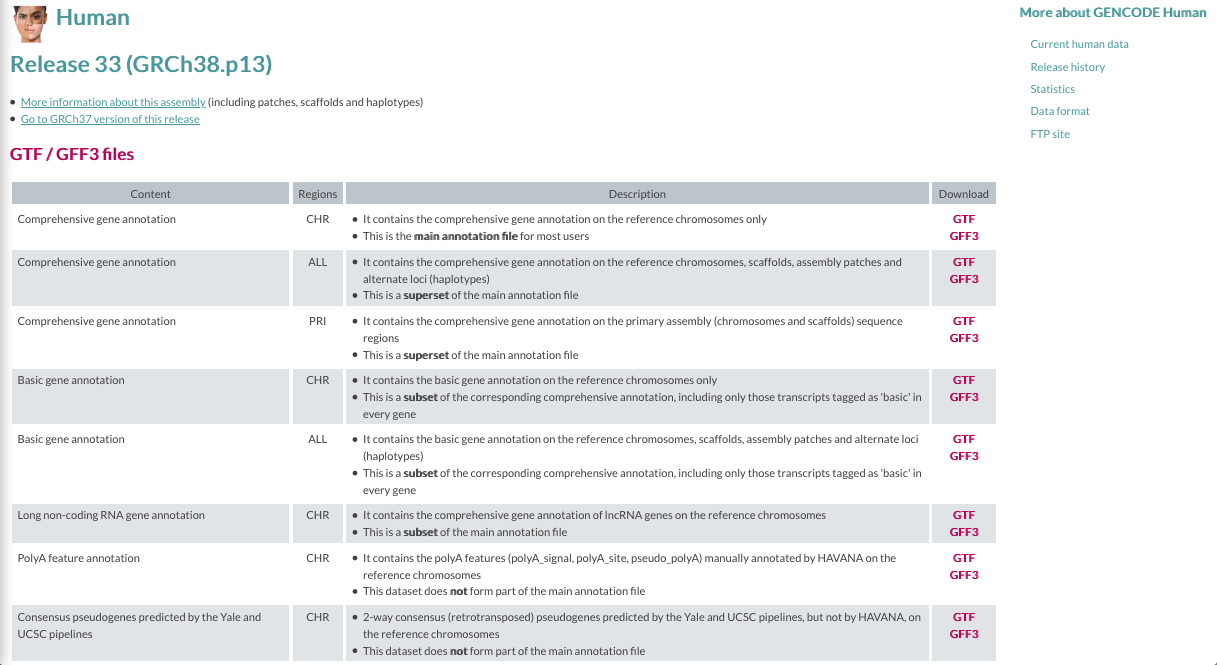 Human
Release 33 (GRCh38.p13)
• More information about this assembly (including patches, scaffolds and haplotypes)
• Go to GRCh37 version of this release
GTF / GFF3 files
Content Regions Description Download
Comprehensive gene annotation CHR • It contains the comprehensive gene annotation on the reference chromosomes only GTF
• This is the main annotation file for most users GFF3
Comprehensive gene annotation ALL • It contains the comprehensive gene annotation on the reference chromosomes, scaffolds, assembly patches and GTF
alternate loci (haplotypes) GFF3
• This is a superset of the main annotation file
Comprehensive gene annotation PRI • It contains the comprehensive gene annotation on the primary assembly (chromosomes and scaffolds) sequence GTF
regions GFF3
• This is a superset of the main annotation file
Basic gene annotation CHR • It contains the basic gene annotation on the reference chromosomes only GTF
• This is a subset of the corresponding comprehensive annotation, including only those transcripts tagged as 'basic' in GFF3
every gene
Basic gene annotation ALL • It contains the basic gene annotation on the reference chromosomes, scaffolds, assembly patches and alternate loci GTF
(haplotypes) GFF3
• This is a subset of the corresponding comprehensive annotation, including only those transcripts tagged as 'basic' in
every gene
Long non-coding RNA gene annotation CHR • It contains the comprehensive gene annotation of lncRNA genes on the reference chromosomes GTF
• This is a subset of the main annotation file GFF3
PolyA feature annotation CHR • It contains the polyA features (polyA_signal, polyA_site, pseudo_polyA) manually annotated by HAVANA on the GTF
reference chromosomes GFF3
• This dataset does not form part of the main annotation file
Consensus pseudogenes predicted by the Yale and CHR • 2-way consensus (retrotransposed) pseudogenes predicted by the Yale and UCSC pipelines, but not by HAVANA, on GTF
UCSC pipelines the reference chromosomes GFF3
• This dataset does not form part of the main annotation file
More about GENCODE Human
Current human data
Release history
Statistics
Data format
FTP site